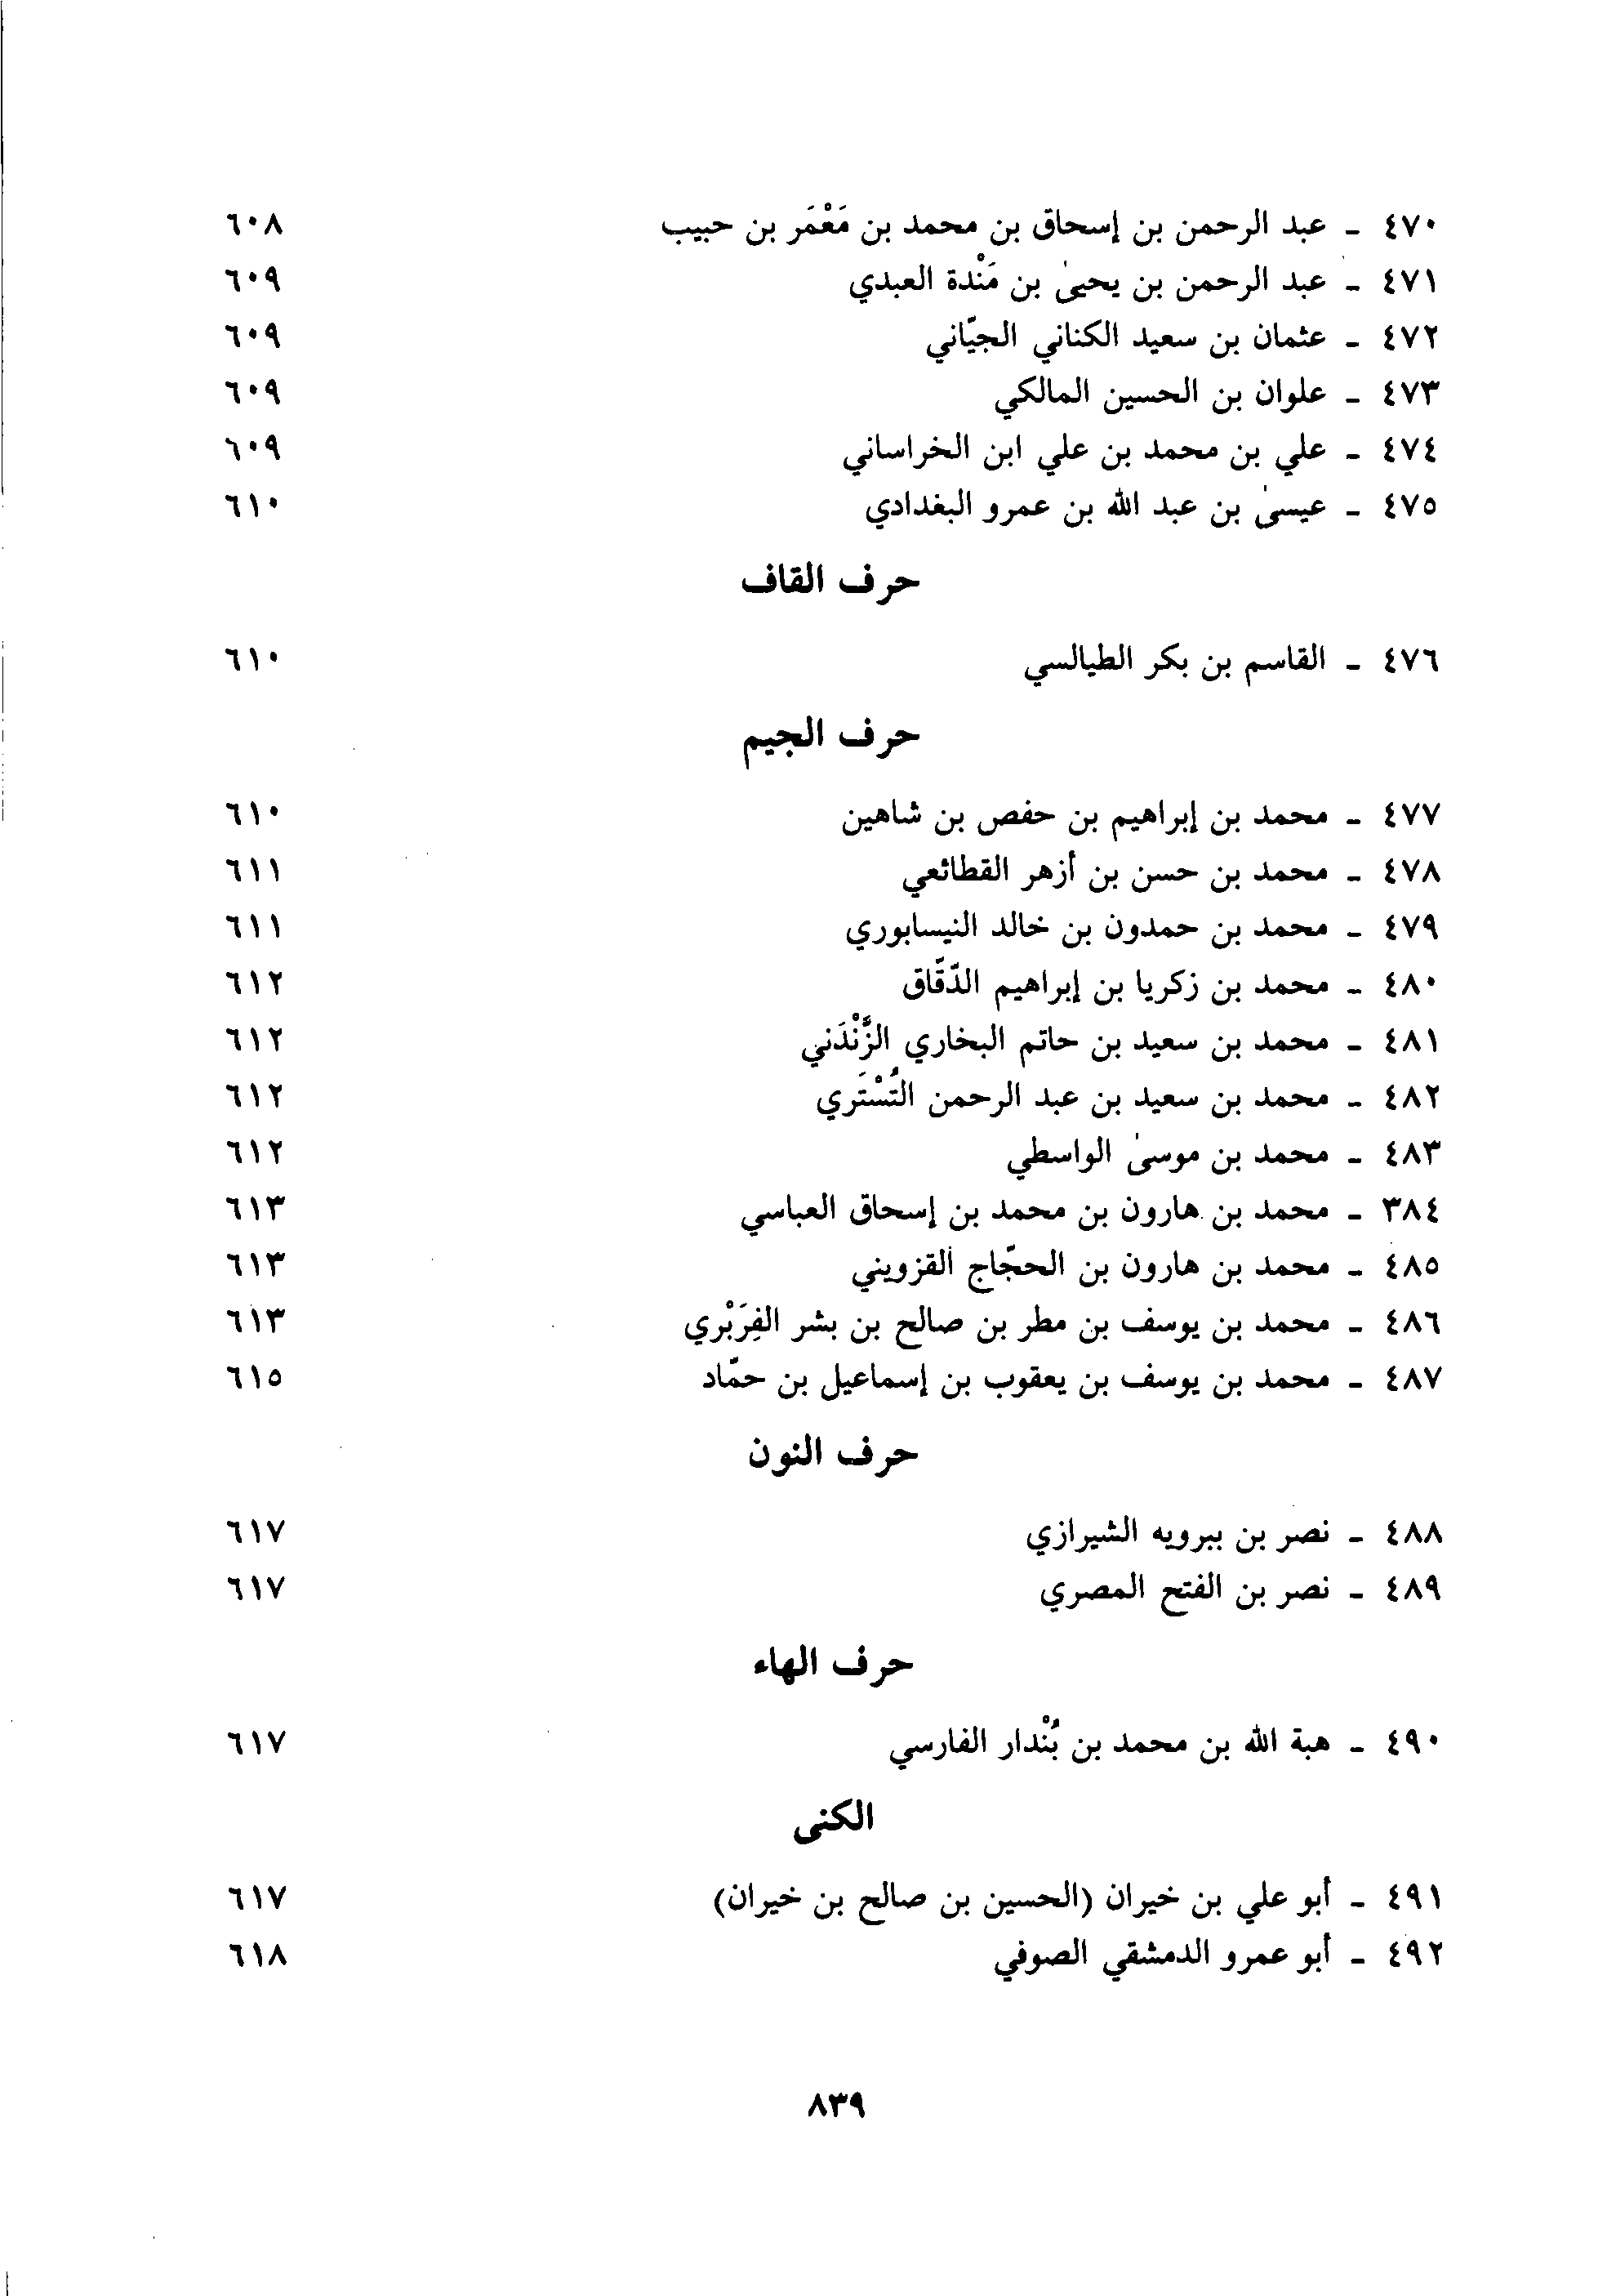 ٤٧٠ - عبد الرحمن بن إسحاق بن محمد بن مَعْمَر بن حبيب ٦٠٨
٤٧١ - عبد الرحمن بن يحيىٰ بن مَنْدة العبدي ٦٠٩
٤٧٢ - عثمان بن سعيد الكناني الجيّاني ٦٠٩
٤٧٣ - علوان بن الحسين المالكي ٦٠٩
٤٧٤ - علي بن محمد بن علي ابن الخراساني ٦٠٩
٤٧٥ - عيسىٰ بن عبد الله بن عمرو البغدادي ٦١٠
حرف القاف
٤٧٦ - القاسم بن بكر الطيالسي ٦١٠
حرف الجيم
٤٧٧ - محمد بن إبراهيم بن حفص بن شاهين ٦١٠
٤٧٨ - محمد بن حسن بن أزهر القطائعي ٦١١
٤٧٩ - محمد بن حمدون بن خالد النيسابوري ٦١١
٤٨٠ - محمد بن زكريا بن إبراهيم الدّقّاق ٦١٢
٤٨١ - محمد بن سعيد بن حاتم البخاري الزَّنْدَني ٦١٢
٤٨٢ - محمد بن سعيد بن عبد الرحمن التُسْتَري ٦١٢
٤٨٣ - محمد بن موسىٰ الواسطي ٦١٢
٣٨٤ - محمد بن هارون بن محمد بن إسحاق العباسي ٦١٣
٤٨٥ - محمد بن هارون بن الحجّاج القزويني ٦١٣
٤٨٦ - محمد بن يوسف بن مطر بن صالح بن بشر الفِرَبْري ٦١٣
٤٨٧ - محمد بن يوسف بن يعقوب بن إسماعيل بن حمّاد ٦١٥
حرف النون
٤٨٨ - نصر بن ببرويه الشيرازي ٦١٧
٤٨٩ - نصر بن الفتح المصري ٦١٧
حرف الهاء
٤٩٠ - هبة الله بن محمد بن بُنْدار الفارسي ٦١٧
الكنى
٤٩١ - أبو علي بن خيران (الحسين بن صالح بن خيران) ٦١٧
٤٩٢ - أبو عمرو الدمشقي الصوفي ٦١٨
٨٣٩